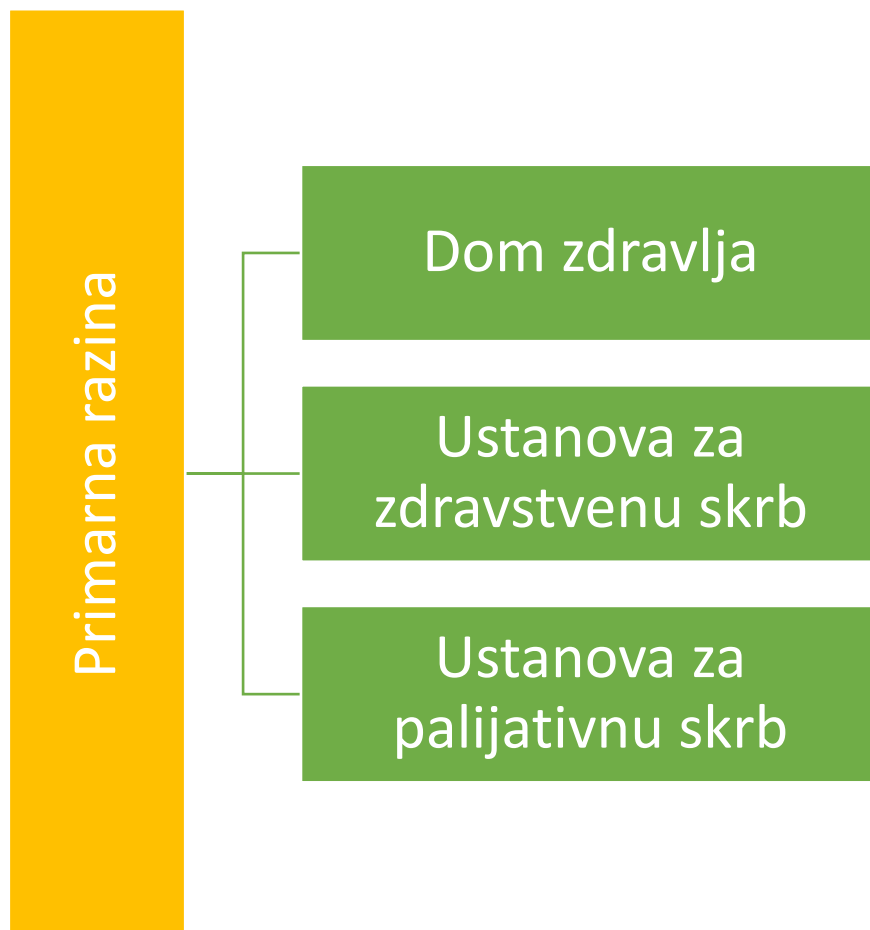 Primarna razina
Dom zdravlja
Ustanova za
zdravstvenu skrb
Ustanova za
palijativnu skrb